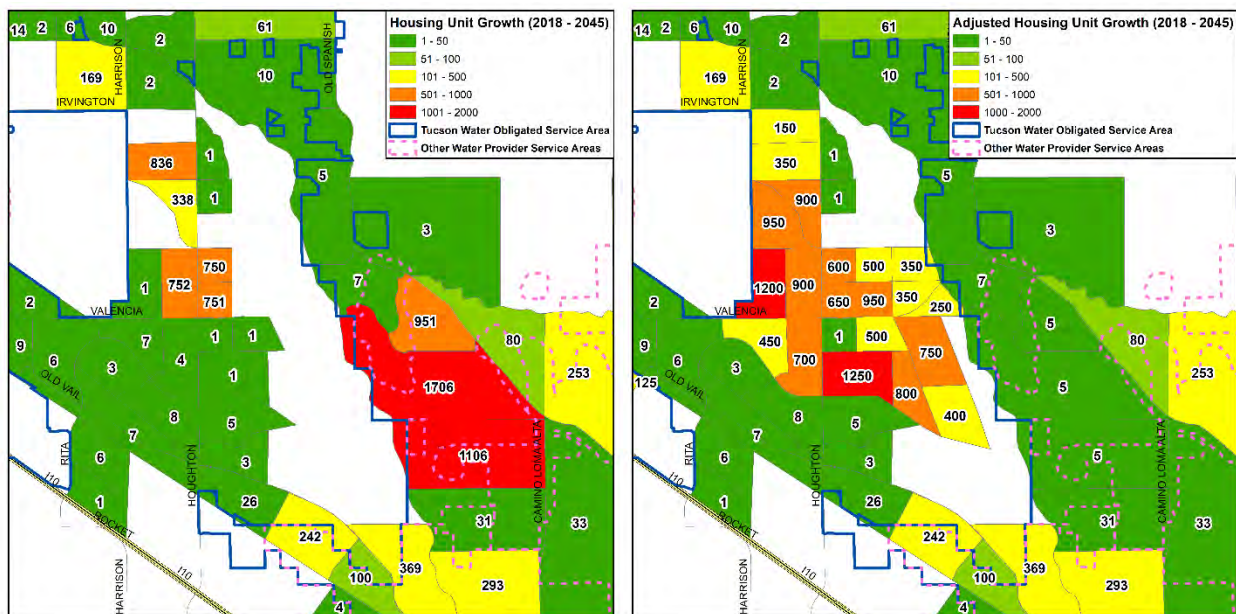 14
2
6
10
HARRISON
2
61
OLD SPANISH
Housing Unit Growth (2018 - 2045)
1 - 50
51 - 100
101 - 500
501 - 1000
1001 - 2000
Tucson Water Obligated Service Area
Other Water Provider Service Areas
169
2
10
IRVINGTON
836
1
338
1
5
3
750
752
751
1
7
2
VALENCIA
951
80
9
6
3
7
4
1
1
1
253
OLD VAIL
1706
8
5
7
RITA
6
3
1106
CAMINO LOMA ALTA
HOUGHTON
1
26
I10
ROCKET
31
33
242
369
100
293
HARRISON
I10
4
14
2
6
10
HARRISON
2
61
Adjusted Housing Unit Growth (2018 - 2045)
1 - 50
51 - 100
101 - 500
501 - 1000
1000 - 2000
Tucson Water Obligated Service Area
Other Water Provider Service Areas
169
2
10
IRVINGTON
150
350
1
1
5
900
950
3
600
500
350
7
1200
900
650
950
350
250
2
VALENCIA
450
1
500
5
80
9
6
3
700
750
253
125
OLD VAIL
1250
800
5
400
8
5
7
RITA
6
3
5
CAMINO LOMA ALTA
HOUGHTON
1
26
I10
ROCKET
31
33
242
369
100
293
HARRISON
I10
4